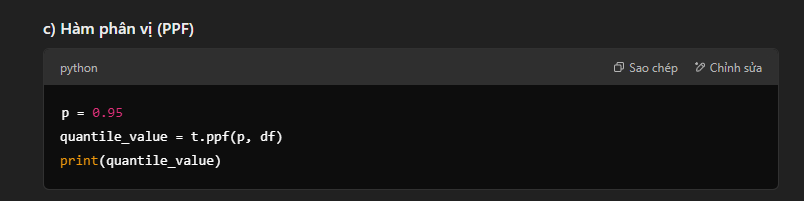 c) Hàm phân vị (PPF)
python Sao chép Chỉnh sửa
p = 0.95
quantile_value = t.ppf(p, df)
print(quantile_value)